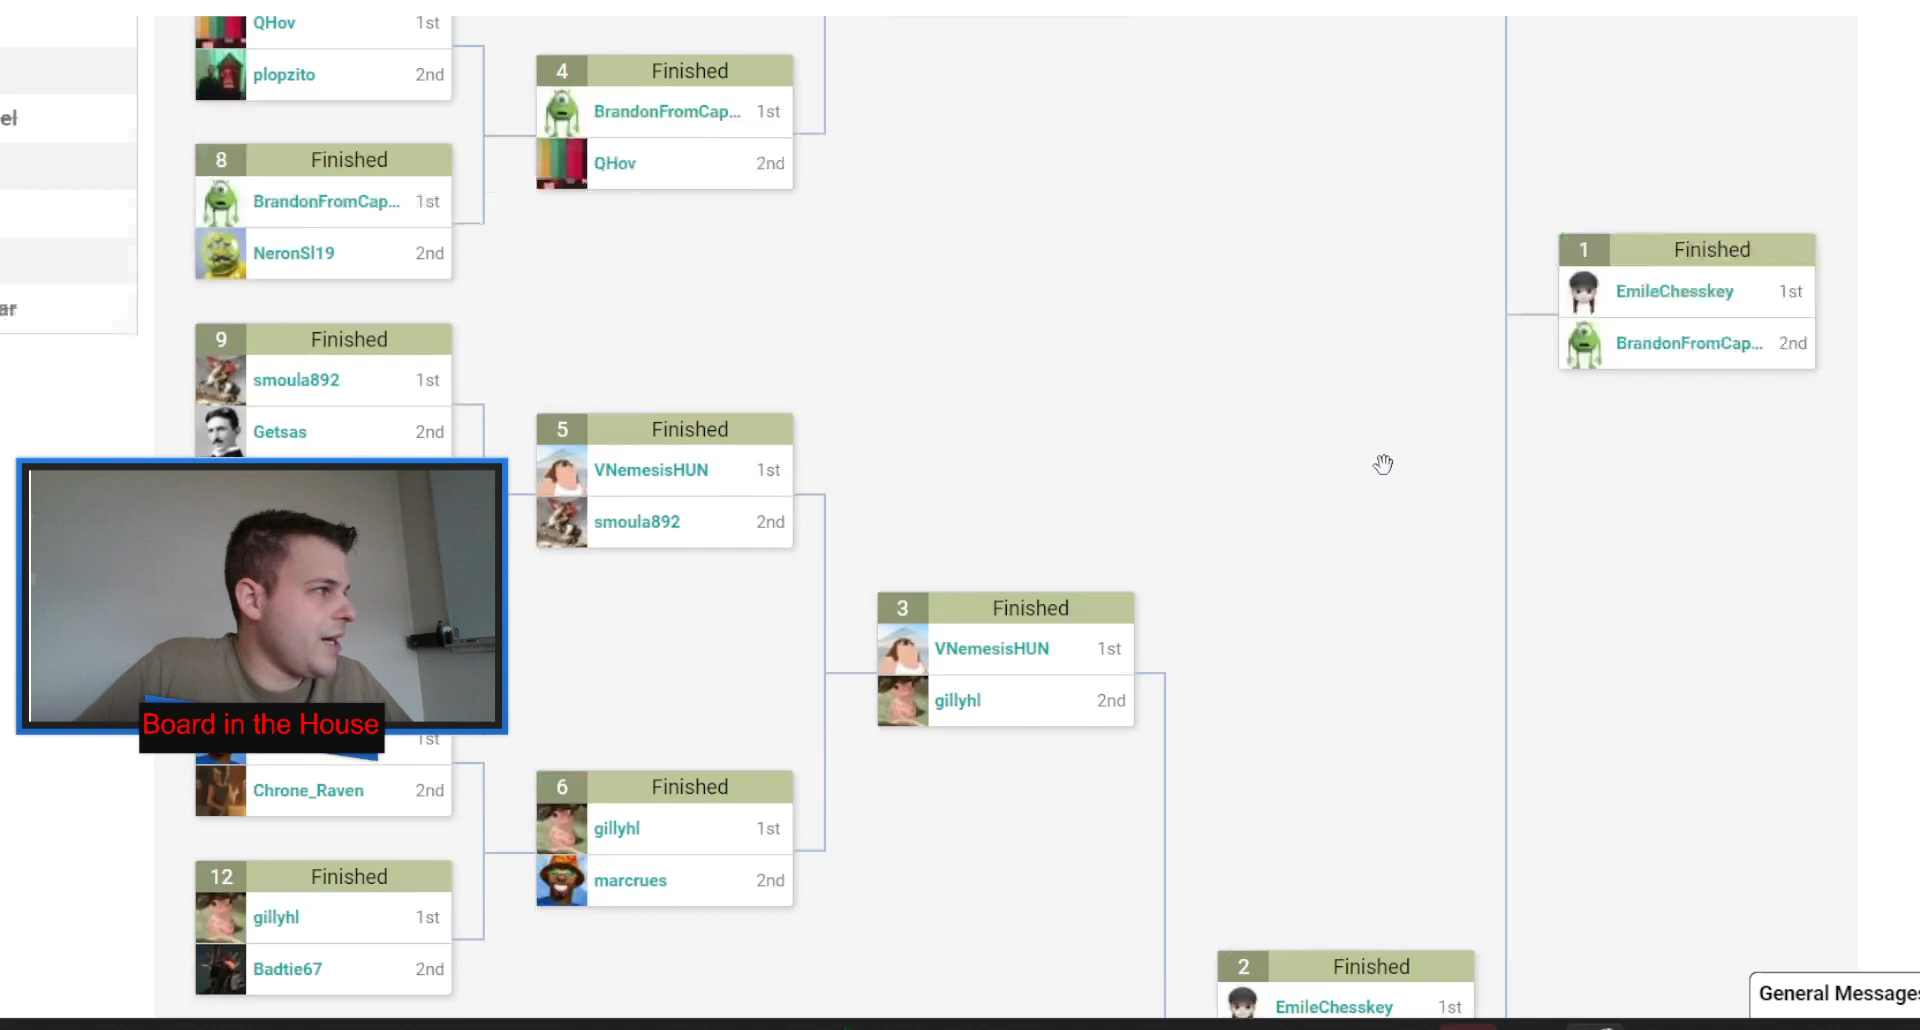 QHov 1st
plopzito 2nd
8 Finished
BrandonFromCap... 1st
NeronSl19 2nd
9 Finished
smoula892 1st
Getsas 2nd
1st
Chrone_Raven 2nd
12 Finished
gillyhl 1st
Badtie67 2nd
4 Finished
BrandonFromCap... 1st
QHov 2nd
5 Finished
VNemesisHUN 1st
smoula892 2nd
6 Finished
gillyhl 1st
marcrues 2nd
3 Finished
VNemesisHUN 1st
gillyhl 2nd
2 Finished
EmileChesskey 1st
1 Finished
EmileChesskey 1st
BrandonFromCap... 2nd
el
ar
Board in the House
General Messages